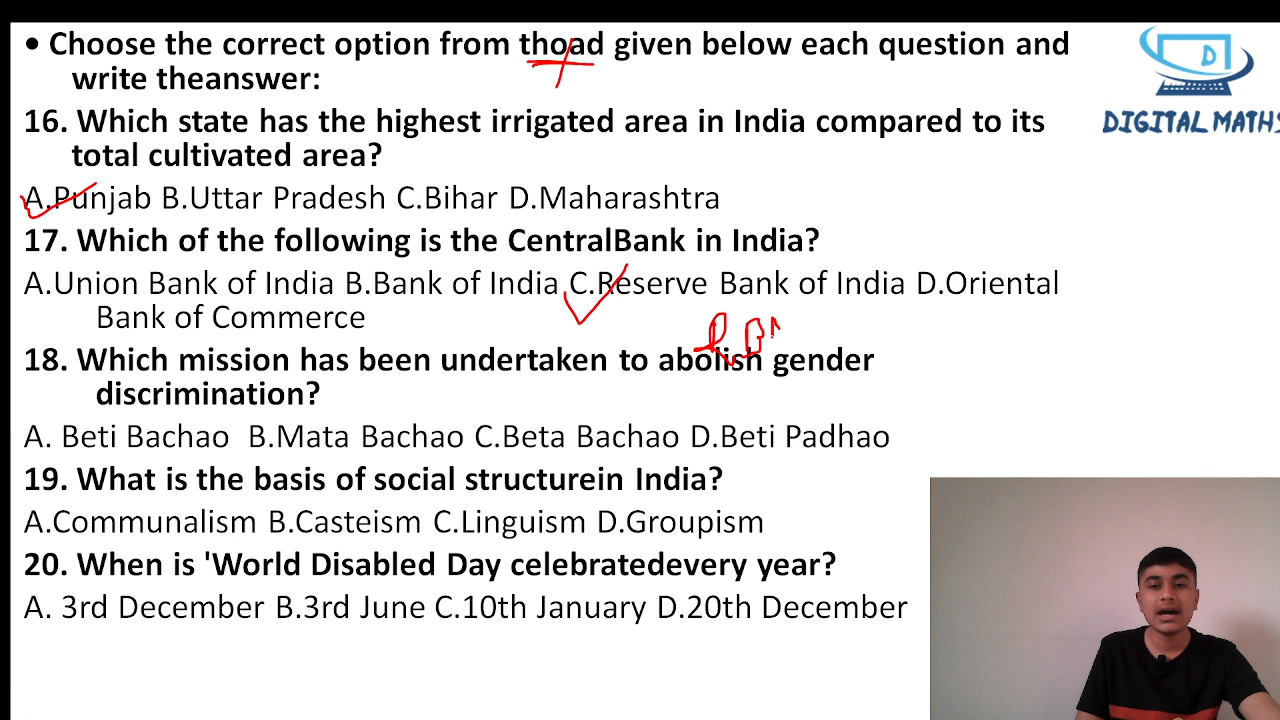 • Choose the correct option from thoad given below each question and
write theanswer:
16. Which state has the highest irrigated area in India compared to its
total cultivated area?
A.Punjab B.Uttar Pradesh C.Bihar D.Maharashtra
17. Which of the following is the CentralBank in India?
A.Union Bank of India B.Bank of India C.Reserve Bank of India D.Oriental
Bank of Commerce
18. Which mission has been undertaken to abolish gender
discrimination?
A. Beti Bachao B.Mata Bachao C.Beta Bachao D.Beti Padhao
19. What is the basis of social structurein India?
A.Communalism B.Casteism C.Linguism D.Groupism
20. When is 'World Disabled Day celebratedevery year?
A. 3rd December B.3rd June C.10th January D.20th December
D
DIGITAL MATHS